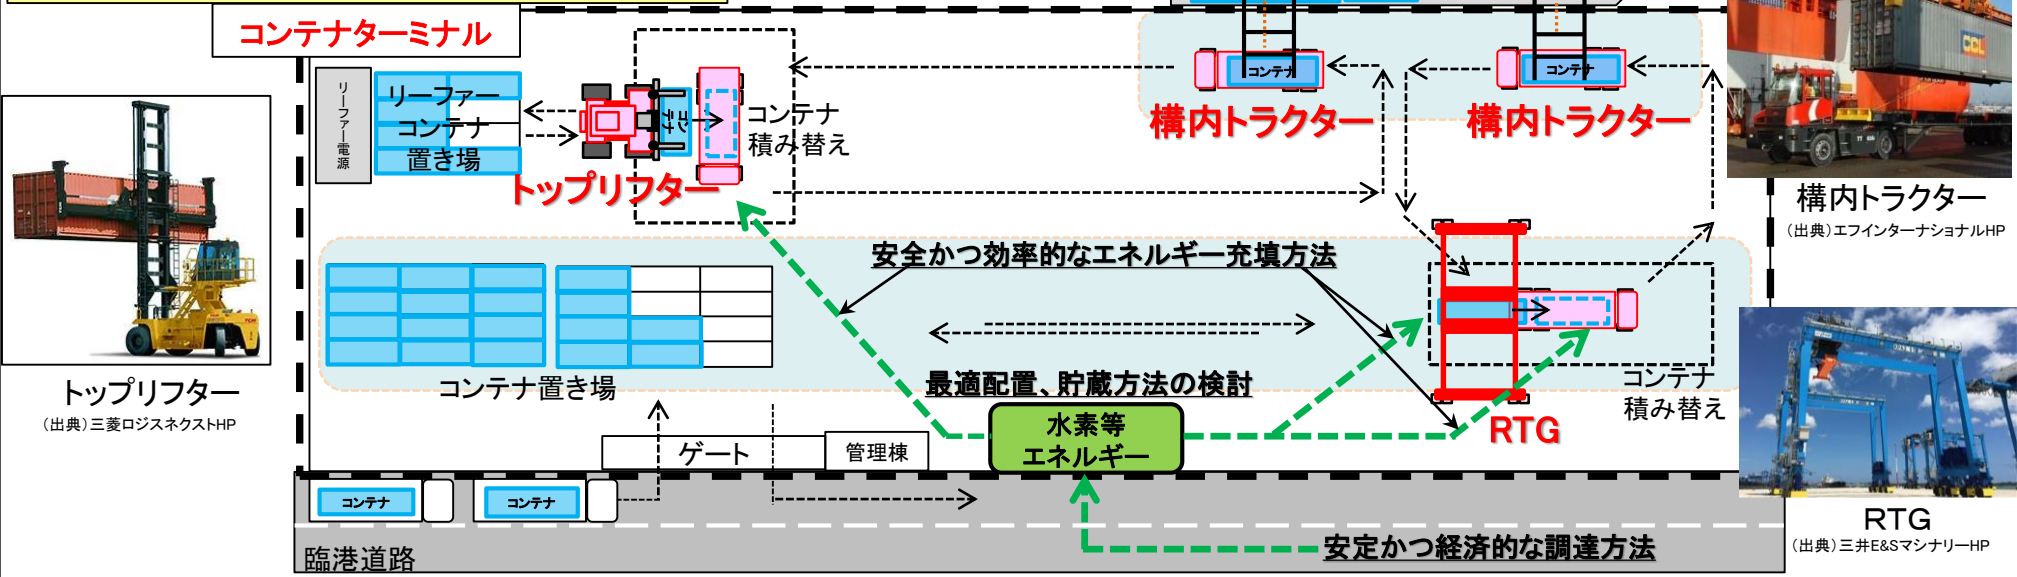 コンテナターミナル
リーファー電源
リーファー
コンテナ
置き場
コンテナ
コンテナ
積み替え
トップリフター
コンテナ
構内トラクター
コンテナ
構内トラクター
構内トラクター
(出典)エフインターナショナルHP
トップリフター
(出典)三菱ロジスネクストHP
安全かつ効率的なエネルギー充填方法
コンテナ置き場
最適配置、貯蔵方法の検討
水素等
エネルギー
コンテナ
積み替え
RTG
ゲート
管理棟
コンテナ
コンテナ
臨港道路
安定かつ経済的な調達方法
RTG
(出典)三井E&SマシナリーHP